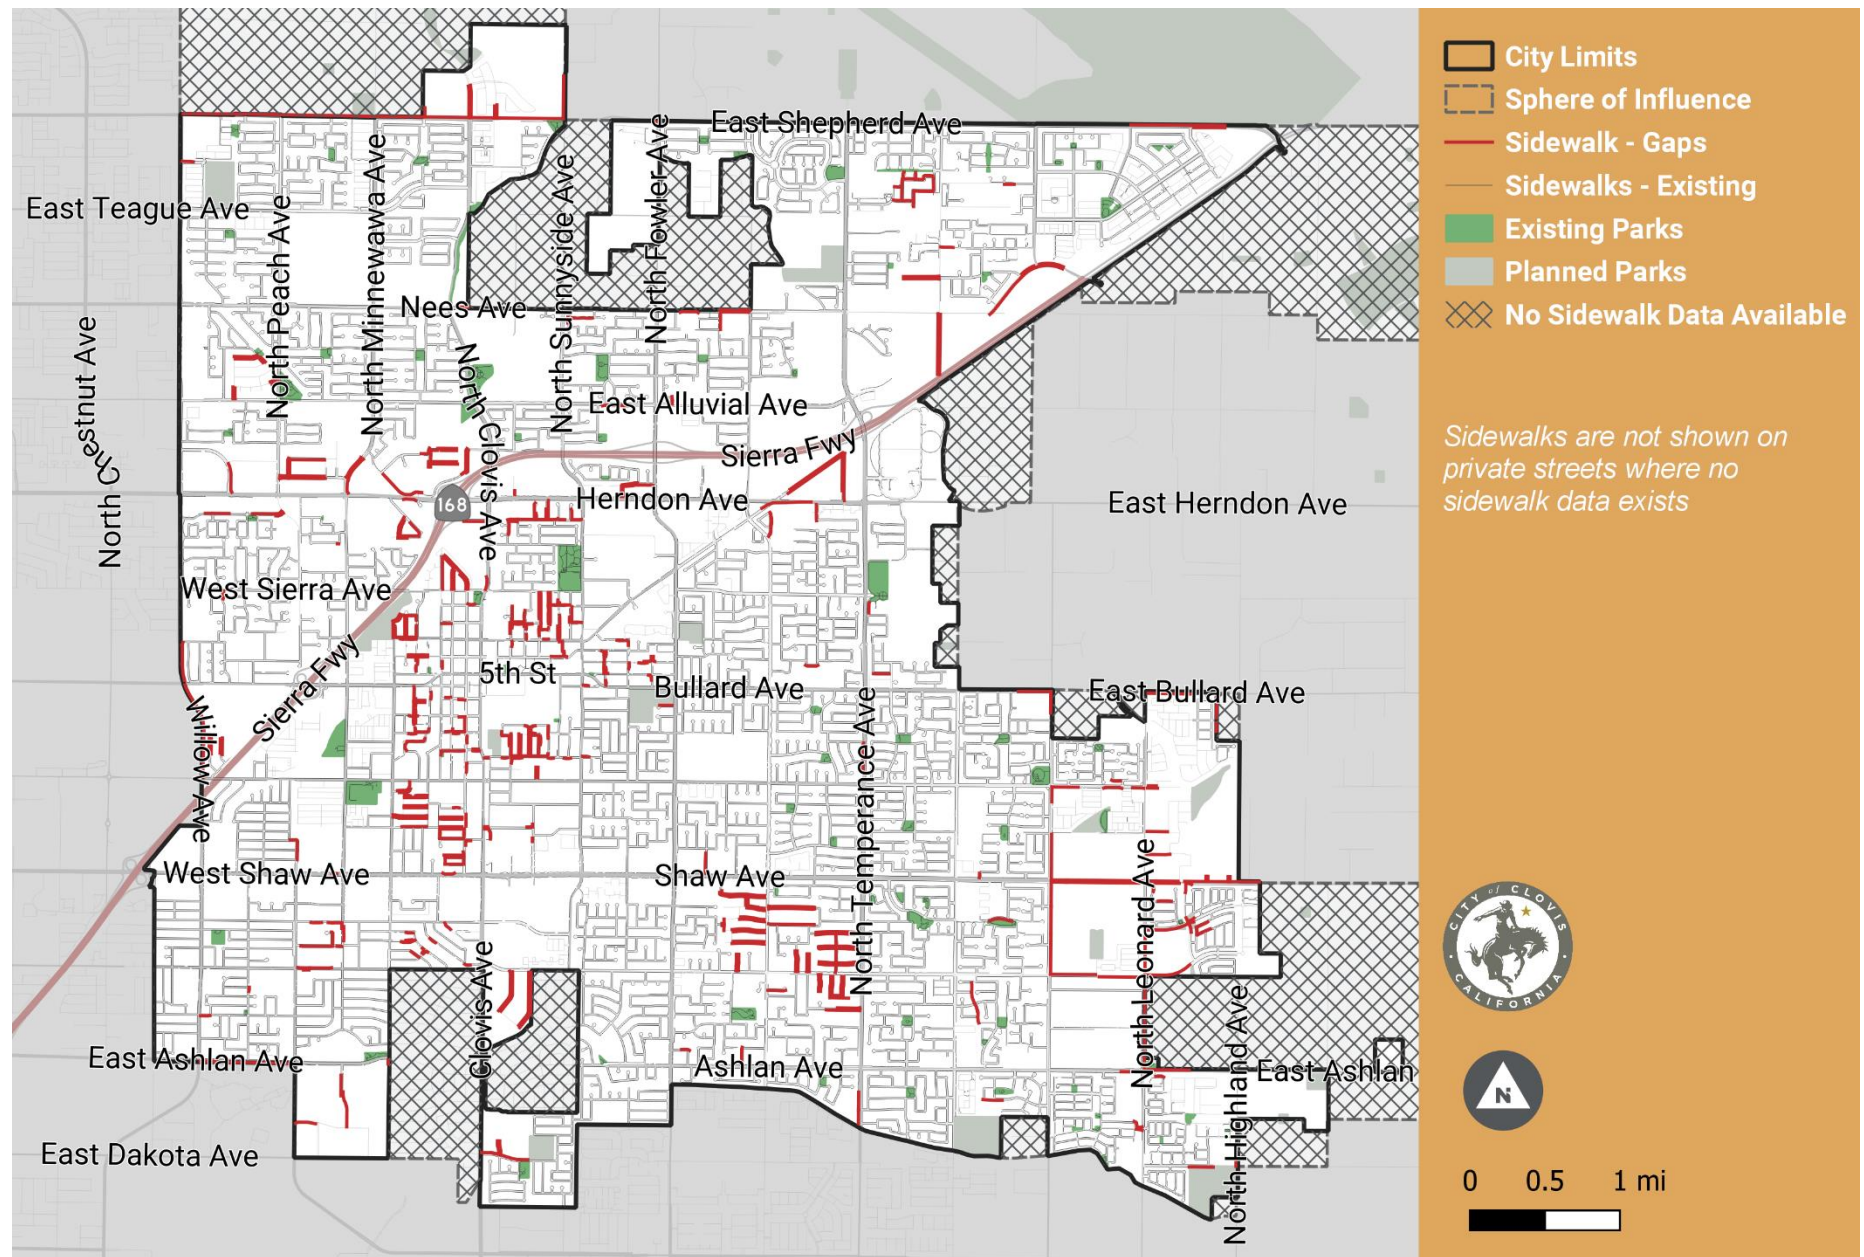 City Limits
Sphere of Influence
Sidewalk - Gaps
Sidewalks - Existing
Existing Parks
Planned Parks
No Sidewalk Data Available
Sidewalks are not shown on
private streets where no
sidewalk data exists
CITY of CLOVIS
CALIFORNIA
N
0 0.5 1 mi
East Shepherd Ave
East Teague Ave
North Peach Ave
North Minnewawa Ave
North Sunnyside Ave
North Fowler Ave
Nees Ave
North Chestnut Ave
North Clovis Ave
East Alluvial Ave
Sierra Fwy
168
Herndon Ave
East Herndon Ave
West Sierra Ave
Sierra Fwy
5th St
Bullard Ave
East Bullard Ave
Willow Ave
North Temperance Ave
West Shaw Ave
Shaw Ave
North Leonard Ave
Clovis Ave
North Highland Ave
East Ashlan Ave
Ashlan Ave
East Ashlan
East Dakota Ave